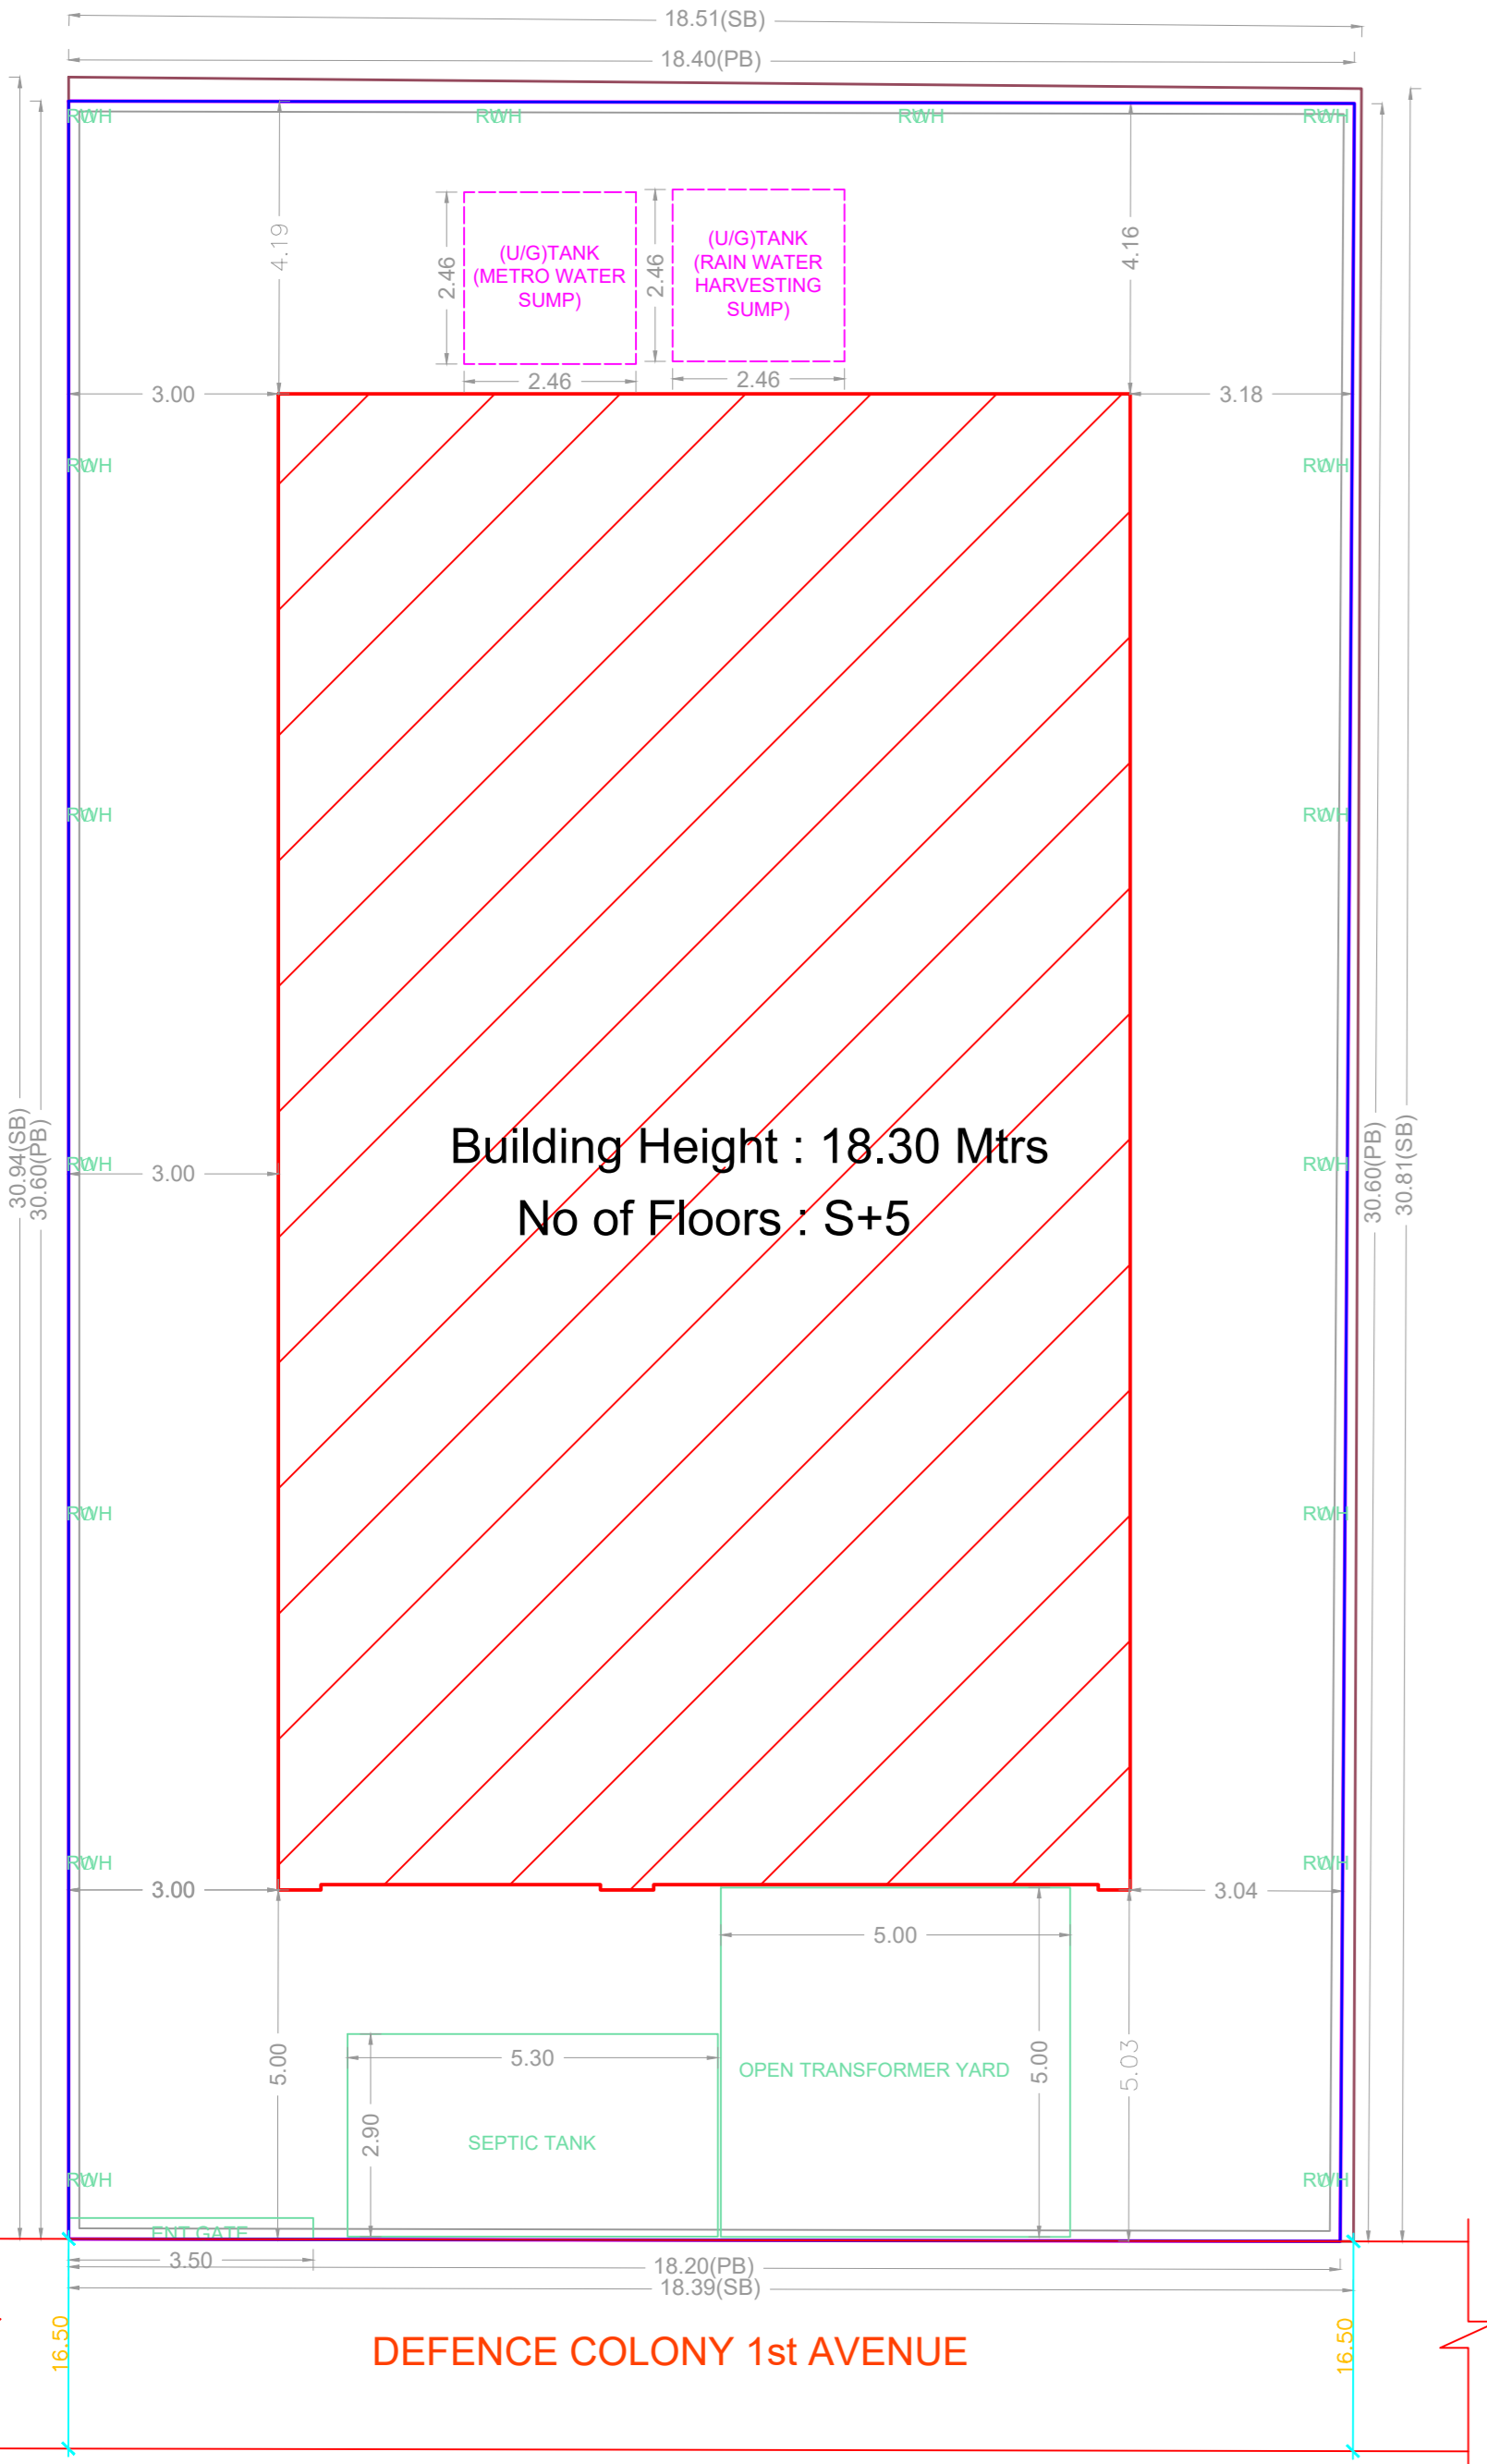 18.51(SB)
18.40(PB)
RWH
RWH
RWH
RWH
4.19
4.16
2.46
(U/G)TANK
(METRO WATER
SUMP)
2.46
(U/G)TANK
(RAIN WATER
HARVESTING
SUMP)
2.46
2.46
3.00
3.18
RWH
RWH
RWH
RWH
30.94(SB)
30.60(PB)
30.60(PB)
30.81(SB)
Building Height : 18.30 Mtrs
RWH
3.00
RWH
No of Floors : S+5
RWH
RWH
RWH
RWH
3.00
3.04
5.00
5.00
5.30
2.90
SEPTIC TANK
OPEN TRANSFORMER YARD
5.00
5.03
RWH
RWH
ENT GATE
3.50
18.20(PB)
18.39(SB)
16.50
16.50
DEFENCE COLONY 1st AVENUE